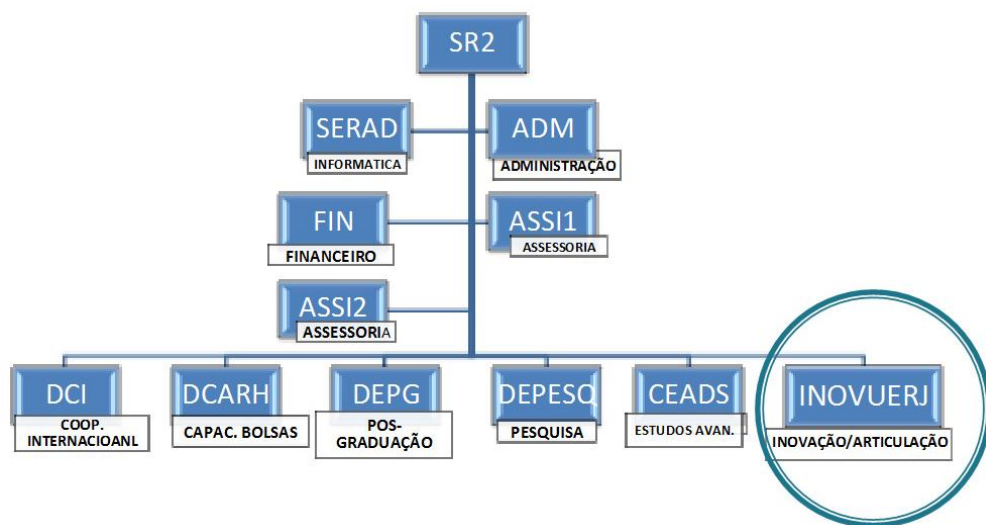 SR2
SERAD
INFORMATICA
ADM
ADMINISTRAÇÃO
FIN
FINANCEIRO
ASSI1
ASSESSORIA
ASSI2
ASSESSORIA
DCI
COOP.
INTERNACIOANL
DCARH
CAPAC. BOLSAS
DEPG
POS-
GRADUAÇÃO
DEPESQ
PESQUISA
CEADS
ESTUDOS AVAN.
INOVUERJ
INOVAÇÃO/ARTICULAÇÃO